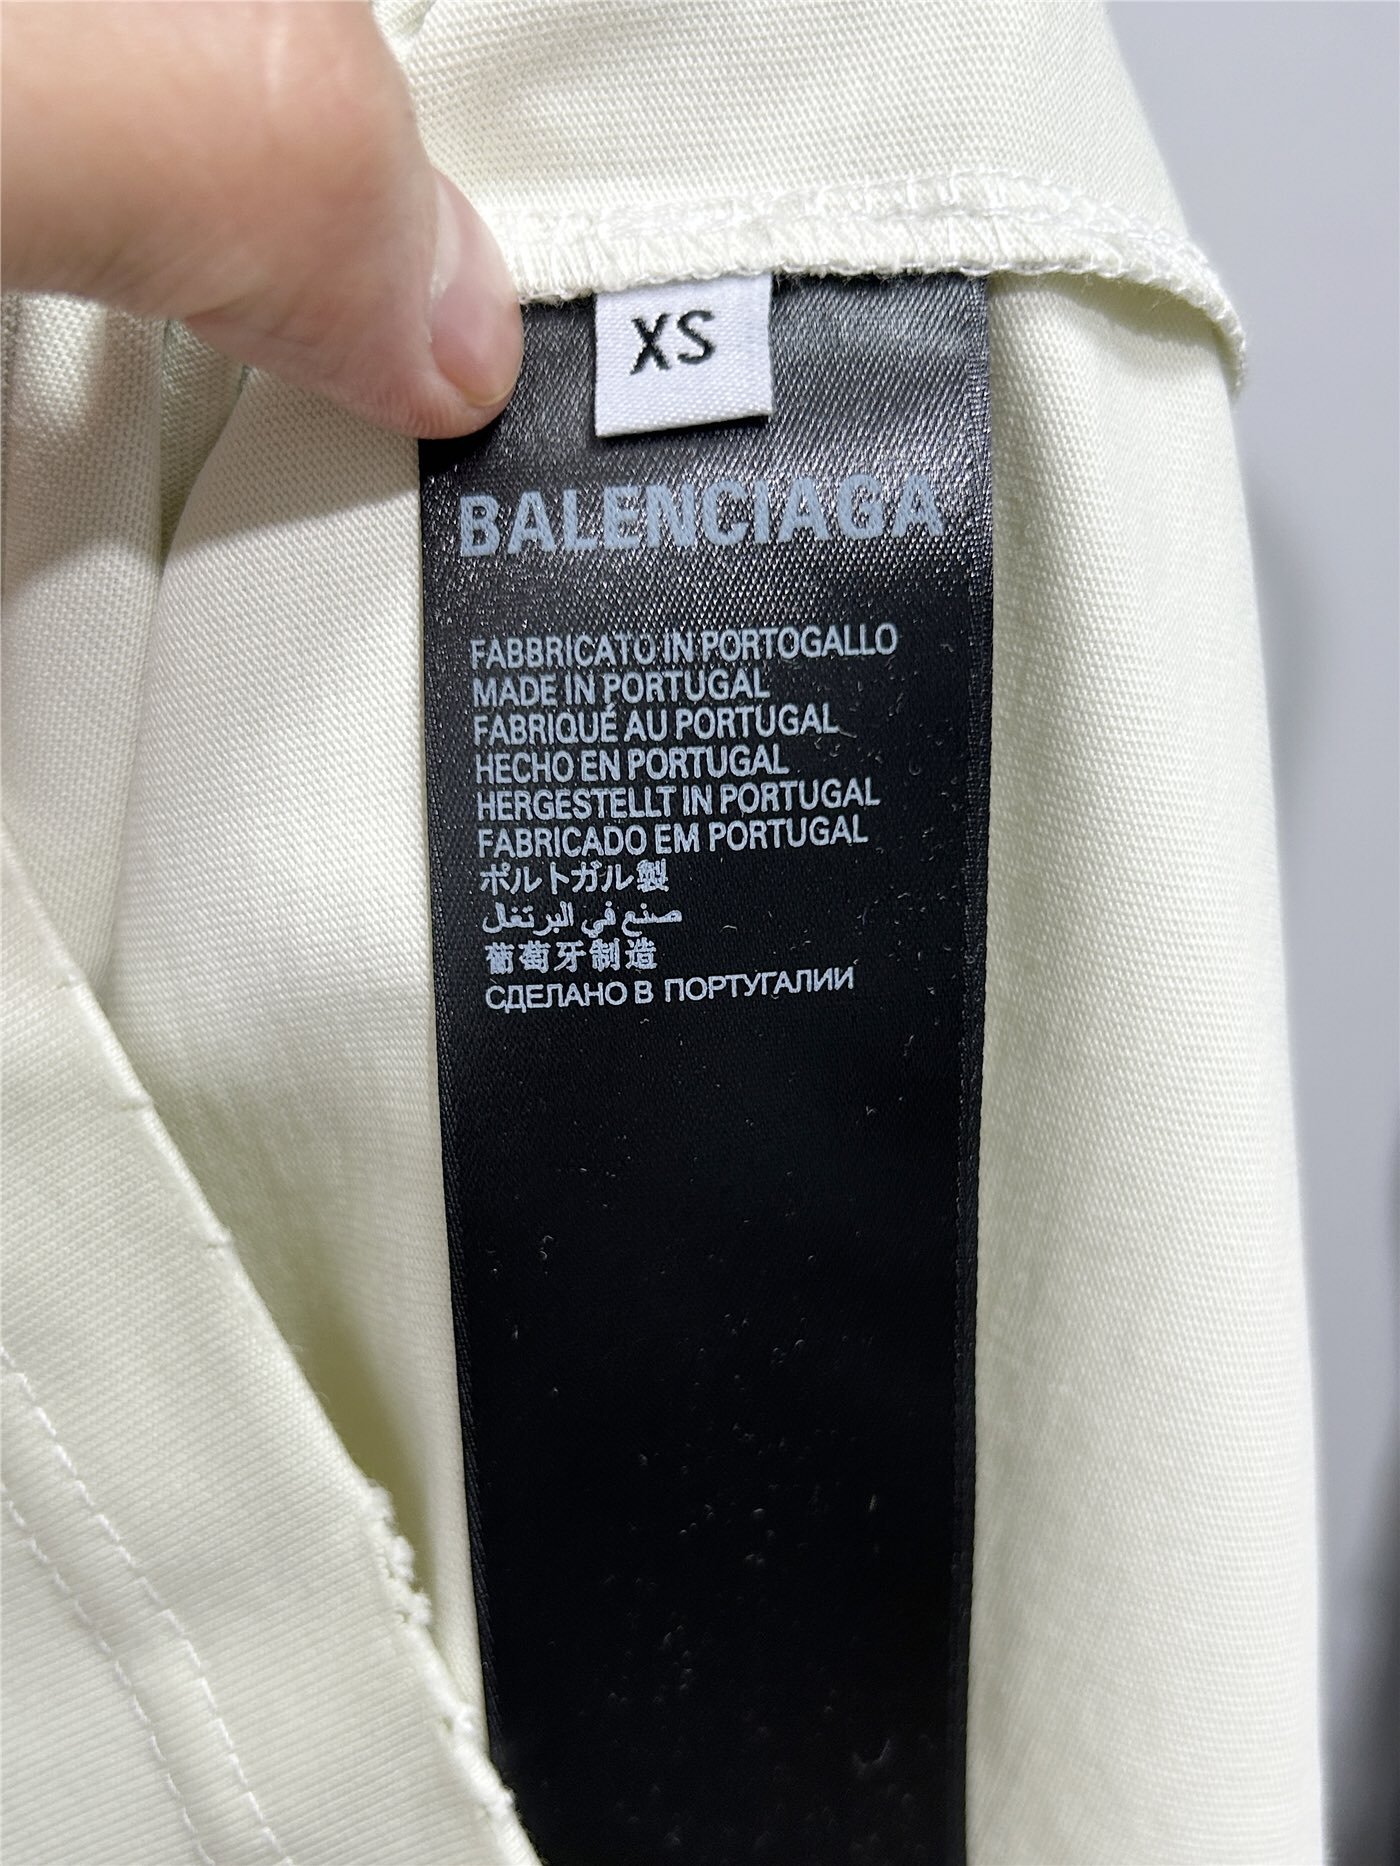 XS
BALENCIAGA
FABBRICATO IN PORTOGALLO
MADE IN PORTUGAL
FABRIQUÉ AU PORTUGAL
HECHO EN PORTUGAL
HERGESTELLT IN PORTUGAL
FABRICADO EM PORTUGAL
ポルトガル製
صنع في البرتغال
葡萄牙制造
СДЕЛАНО В ПОРТУГАЛИИ